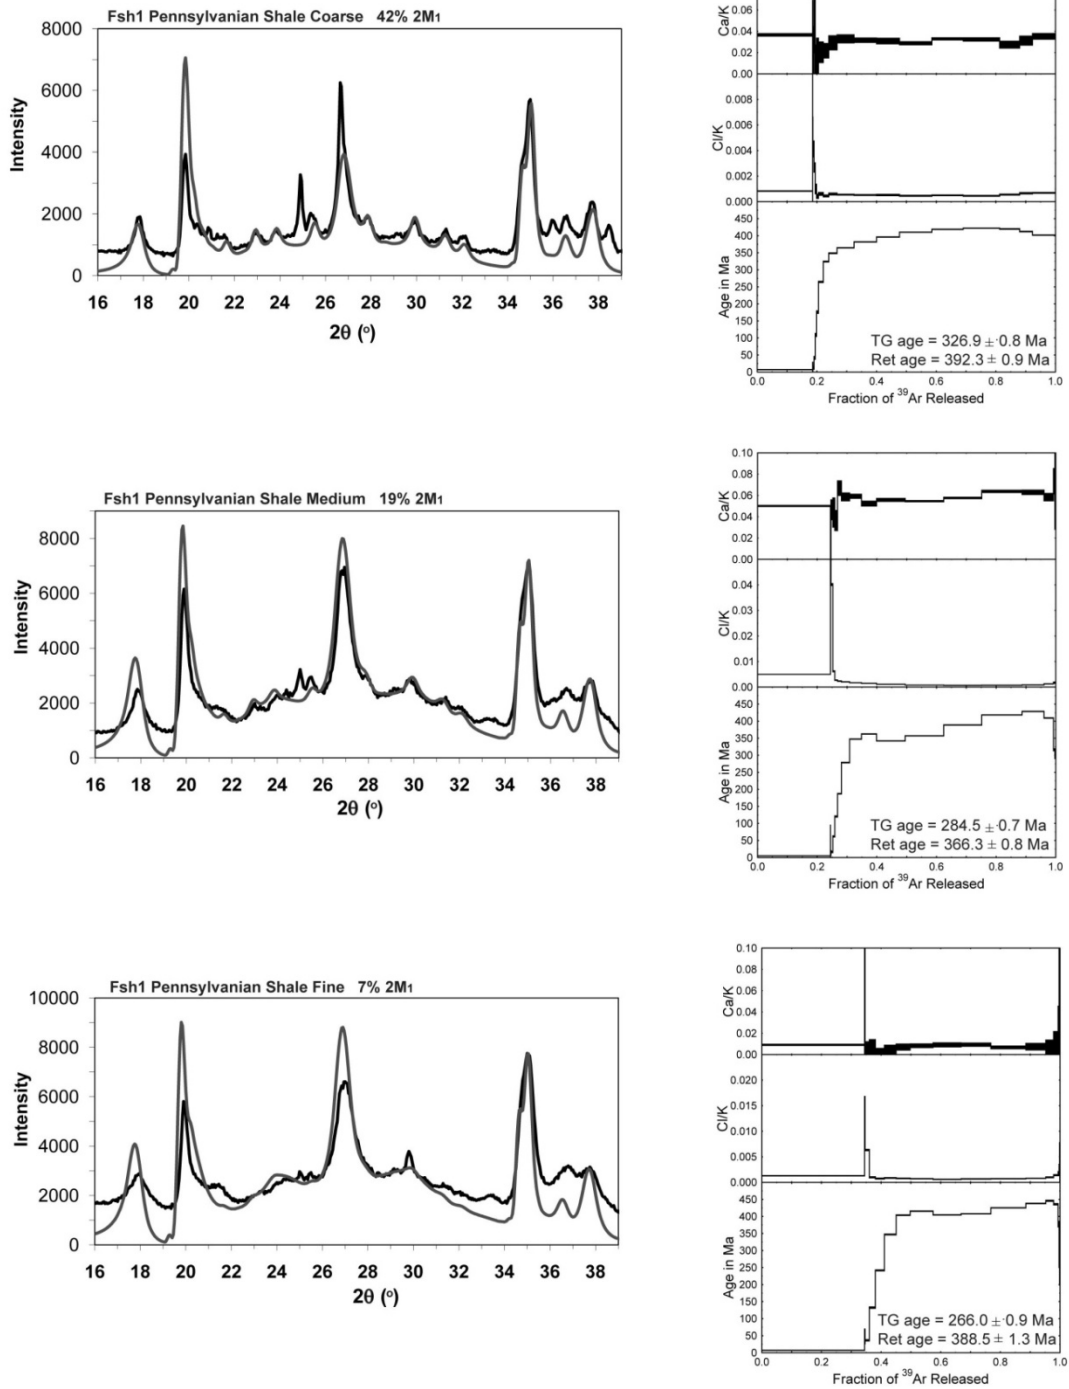 Fsh1 Pennsylvanian Shale Coarse 42% 2M1
Intensity
8000
6000
4000
2000
0
16 18 20 22 24 26 28 30 32 34 36 38
2θ (°)
Ca/K
0.06
0.04
0.02
0.00
Cl/K
0.008
0.006
0.004
0.002
0.000
Age in Ma
450
400
350
300
250
200
150
100
50
0
TG age = 326.9 ± 0.8 Ma
Ret age = 392.3 ± 0.9 Ma
0.0 0.2 0.4 0.6 0.8 1.0
Fraction of 39Ar Released
Fsh1 Pennsylvanian Shale Medium 19% 2M1
Intensity
8000
6000
4000
2000
0
16 18 20 22 24 26 28 30 32 34 36 38
2θ (°)
Ca/K
0.10
0.08
0.06
0.04
0.02
0.00
Cl/K
0.04
0.03
0.02
0.01
0.00
Age in Ma
450
400
350
300
250
200
150
100
50
0
TG age = 284.5 ± 0.7 Ma
Ret age = 366.3 ± 0.8 Ma
0.0 0.2 0.4 0.6 0.8 1.0
Fraction of 39Ar Released
Fsh1 Pennsylvanian Shale Fine 7% 2M1
Intensity
10000
8000
6000
4000
2000
0
16 18 20 22 24 26 28 30 32 34 36 38
2θ (°)
Ca/K
0.10
0.08
0.06
0.04
0.02
0.00
Cl/K
0.020
0.015
0.010
0.005
0.000
Age in Ma
450
400
350
300
250
200
150
100
50
0
TG age = 266.0 ± 0.9 Ma
Ret age = 388.5 ± 1.3 Ma
0.0 0.2 0.4 0.6 0.8 1.0
Fraction of 39Ar Released